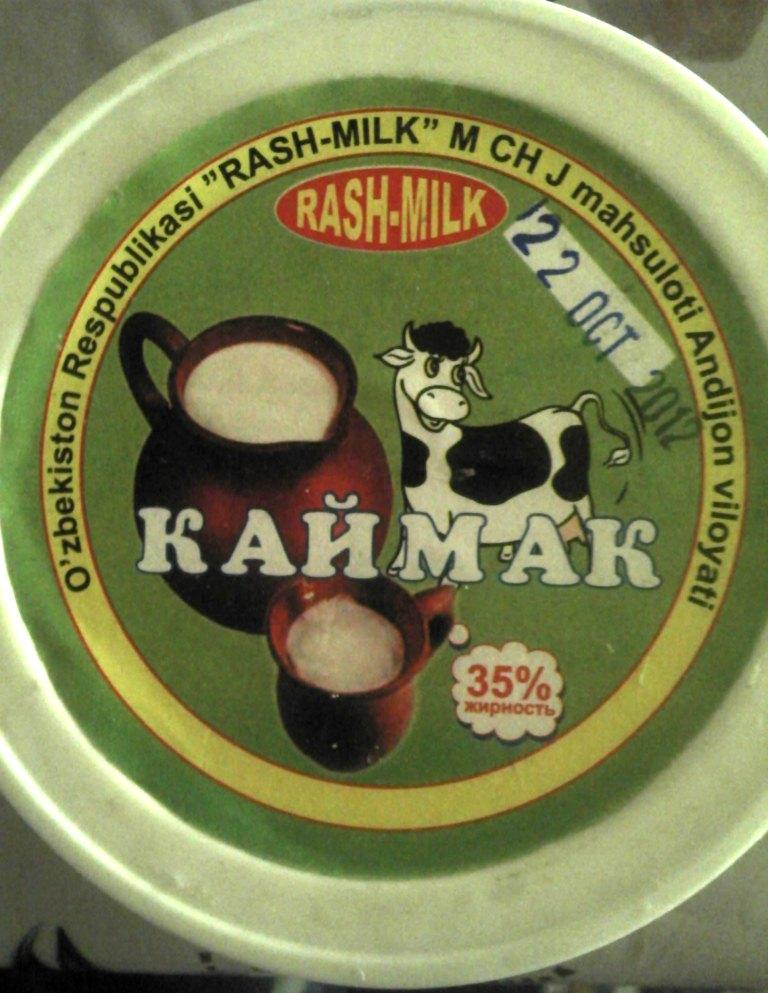 O'zbekiston Respublikasi "RASH-MILK" M CH J mahsuloti Andijon viloyati
RASH-MILK
22 OCT 2012
КАЙМАК
35%
жирность